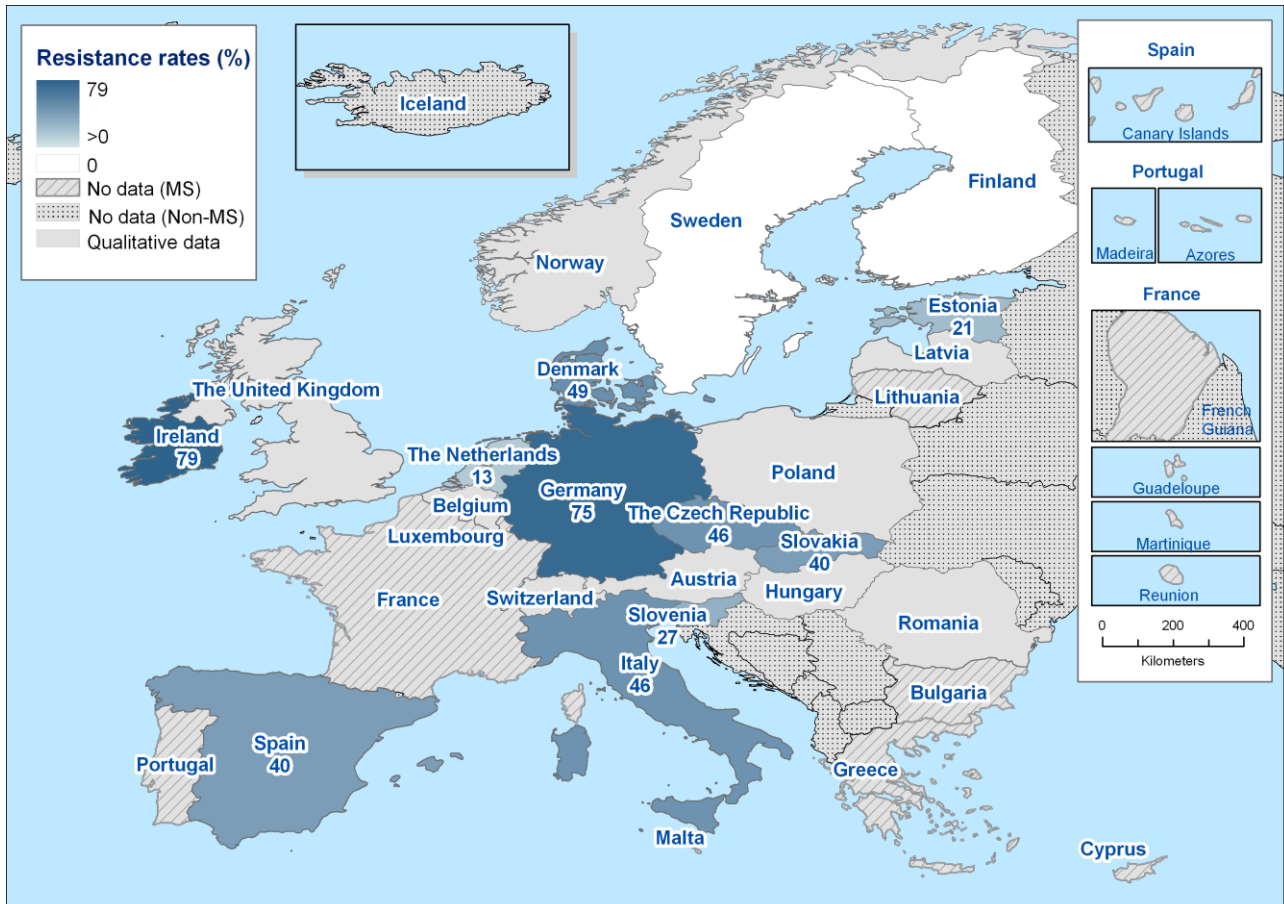 Resistance rates (%)
79
>0
0
No data (MS)
No data (Non-MS)
Qualitative data
Iceland
Finland
Sweden
Norway
Estonia
21
Latvia
Lithuania
Denmark
49
The United Kingdom
Ireland
79
The Netherlands
13
Germany
75
Poland
Belgium
The Czech Republic
46
Luxembourg
Slovakia
40
Austria
Hungary
France
Switzerland
Slovenia
27
Romania
Italy
46
Bulgaria
Spain
40
Portugal
Greece
Malta
Cyprus
Spain
Canary Islands
Portugal
Madeira
Azores
France
French
Guiana
Guadeloupe
Martinique
Reunion
0 200 400
Kilometers